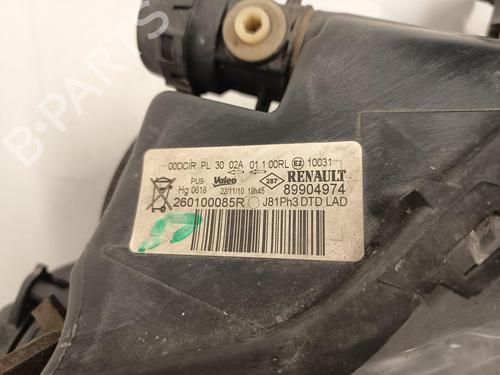 B-PARTS
00DC/R PL 30 02A 01.1 00RL E2 10031
PU9 Valeo 287 RENAULT
Hg 0618 22/11/10 18h45 89904974
260100085R J81Ph3 DTD LAD